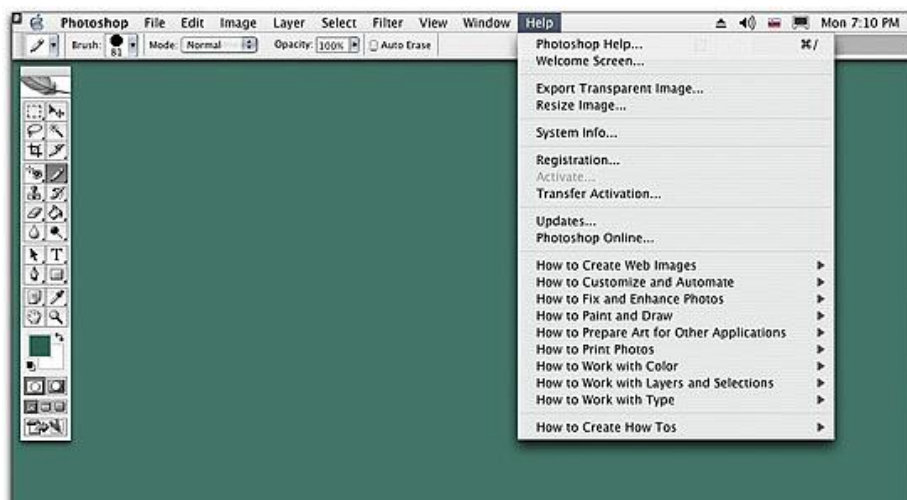 Photoshop File Edit Image Layer Select Filter View Window Help Mon 7:10 PM
Brush: 81 Mode: Normal Opacity: 100% Auto Erase
Photoshop Help... ⌘/
Welcome Screen...
Export Transparent Image...
Resize Image...
System Info...
Registration...
Activate...
Transfer Activation...
Updates...
Photoshop Online...
How to Create Web Images
How to Customize and Automate
How to Fix and Enhance Photos
How to Paint and Draw
How to Prepare Art for Other Applications
How to Print Photos
How to Work with Color
How to Work with Layers and Selections
How to Work with Type
How to Create How Tos
T